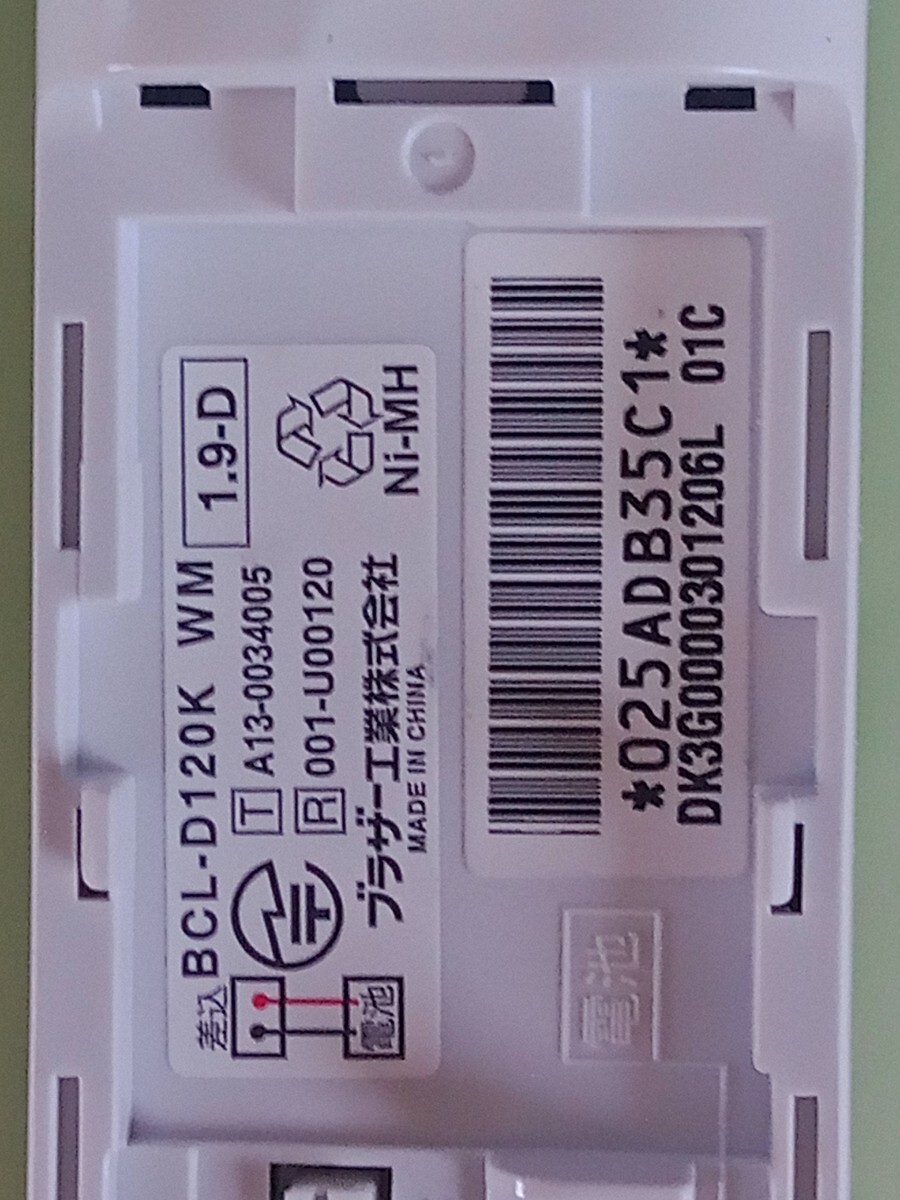 BCL-D120K WM 1.9-D
T A13-0034005
R 001-U00120
ブラザー工業株式会社
MADE IN CHINA
Ni-MH
差込
電池
*025ADB35C1*
DK3G0000301206L 01C
電池